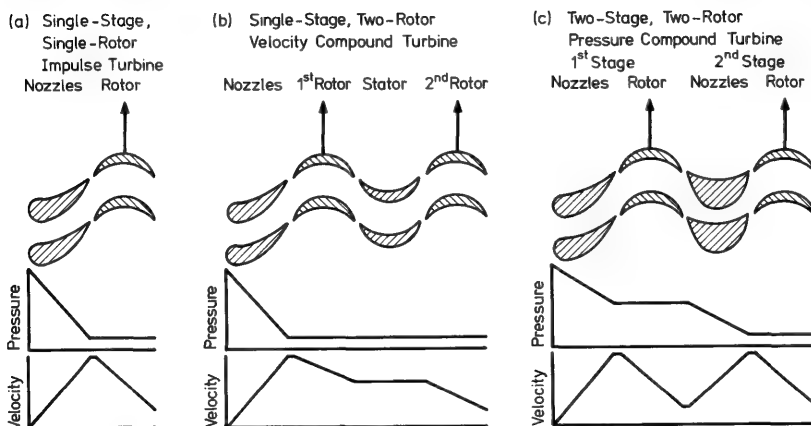 (a) Single-Stage,
Single-Rotor
Impulse Turbine
Nozzles Rotor
Pressure
Velocity
(b) Single-Stage, Two-Rotor
Velocity Compound Turbine
Nozzles 1st Rotor Stator 2nd Rotor
Pressure
Velocity
(c) Two-Stage, Two-Rotor
Pressure Compound Turbine
1st Stage 2nd Stage
Nozzles Rotor Nozzles Rotor
Pressure
Velocity